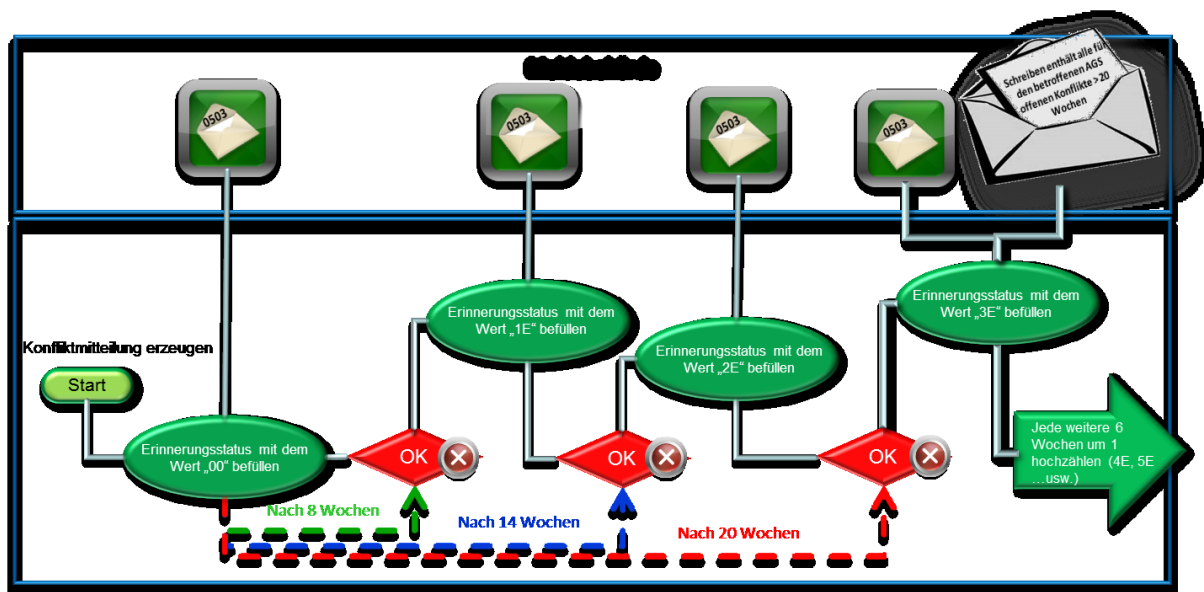 Schreiben enthält alle für
den betroffenen AGS
offenen Konflikte > 20
Wochen
0503
0503
0503
0503
Erinnerungsstatus mit dem
Wert „1E“ befüllen
Erinnerungsstatus mit dem
Wert „3E“ befüllen
Konfliktmitteilung erzeugen
Erinnerungsstatus mit dem
Wert „2E“ befüllen
Start
Erinnerungsstatus mit dem
Wert „00“ befüllen
OK
OK
OK
Jede weitere 6
Wochen um 1
hochzählen (4E, 5E
…usw.)
Nach 8 Wochen
Nach 14 Wochen
Nach 20 Wochen